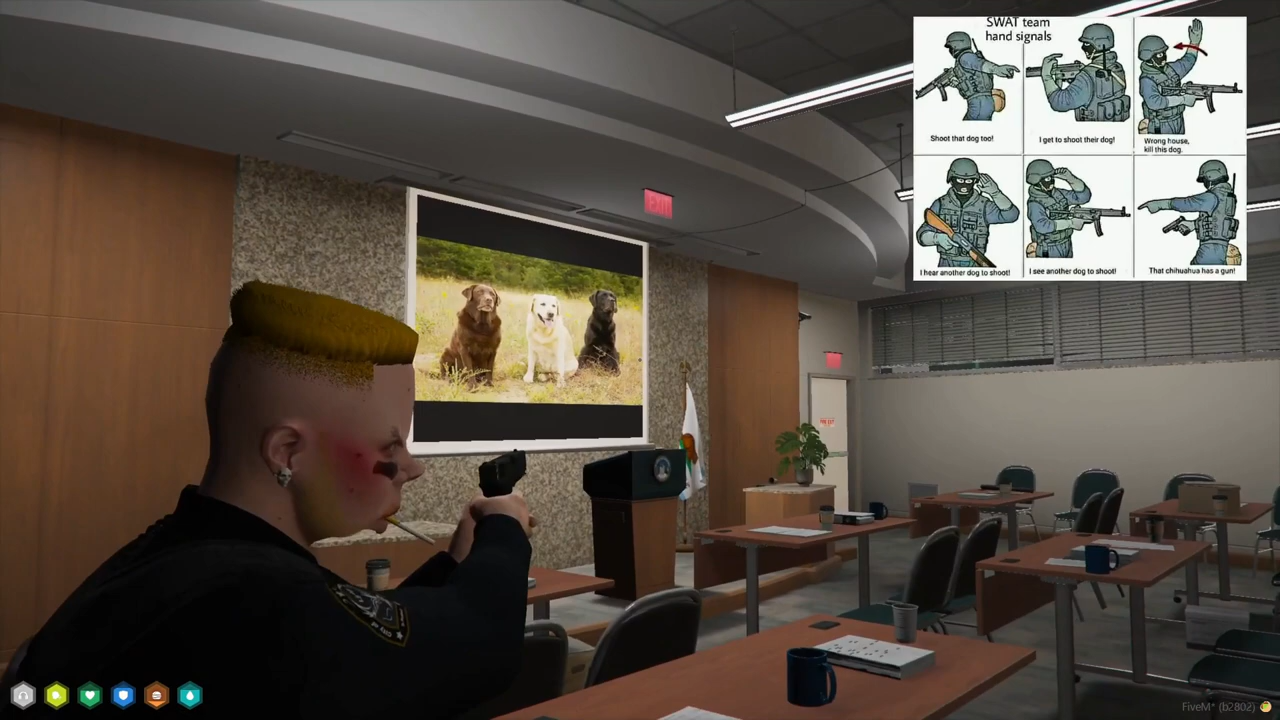 SWAT team
hand signals
Shoot that dog too!
I get to shoot their dog!
Wrong house,
kill this dog.
I hear another dog to shoot!
I see another dog to shoot!
That chihuahua has a gun!
EXIT
FiveM* (b2802)